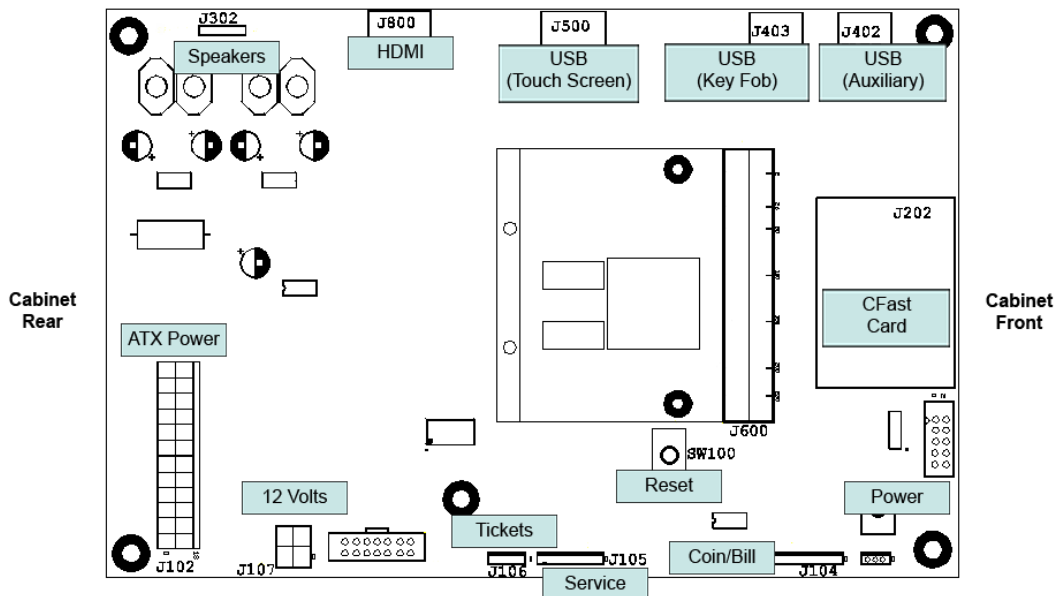 J302
J800
J500
J403
J402
Speakers
HDMI
USB
(Touch Screen)
USB
(Key Fob)
USB
(Auxiliary)
J202
Cabinet
Rear
CFast
Card
Cabinet
Front
ATX Power
J600
SW100
Reset
12 Volts
Power
Tickets
J102
J107
J106
J105
Coin/Bill
J104
Service